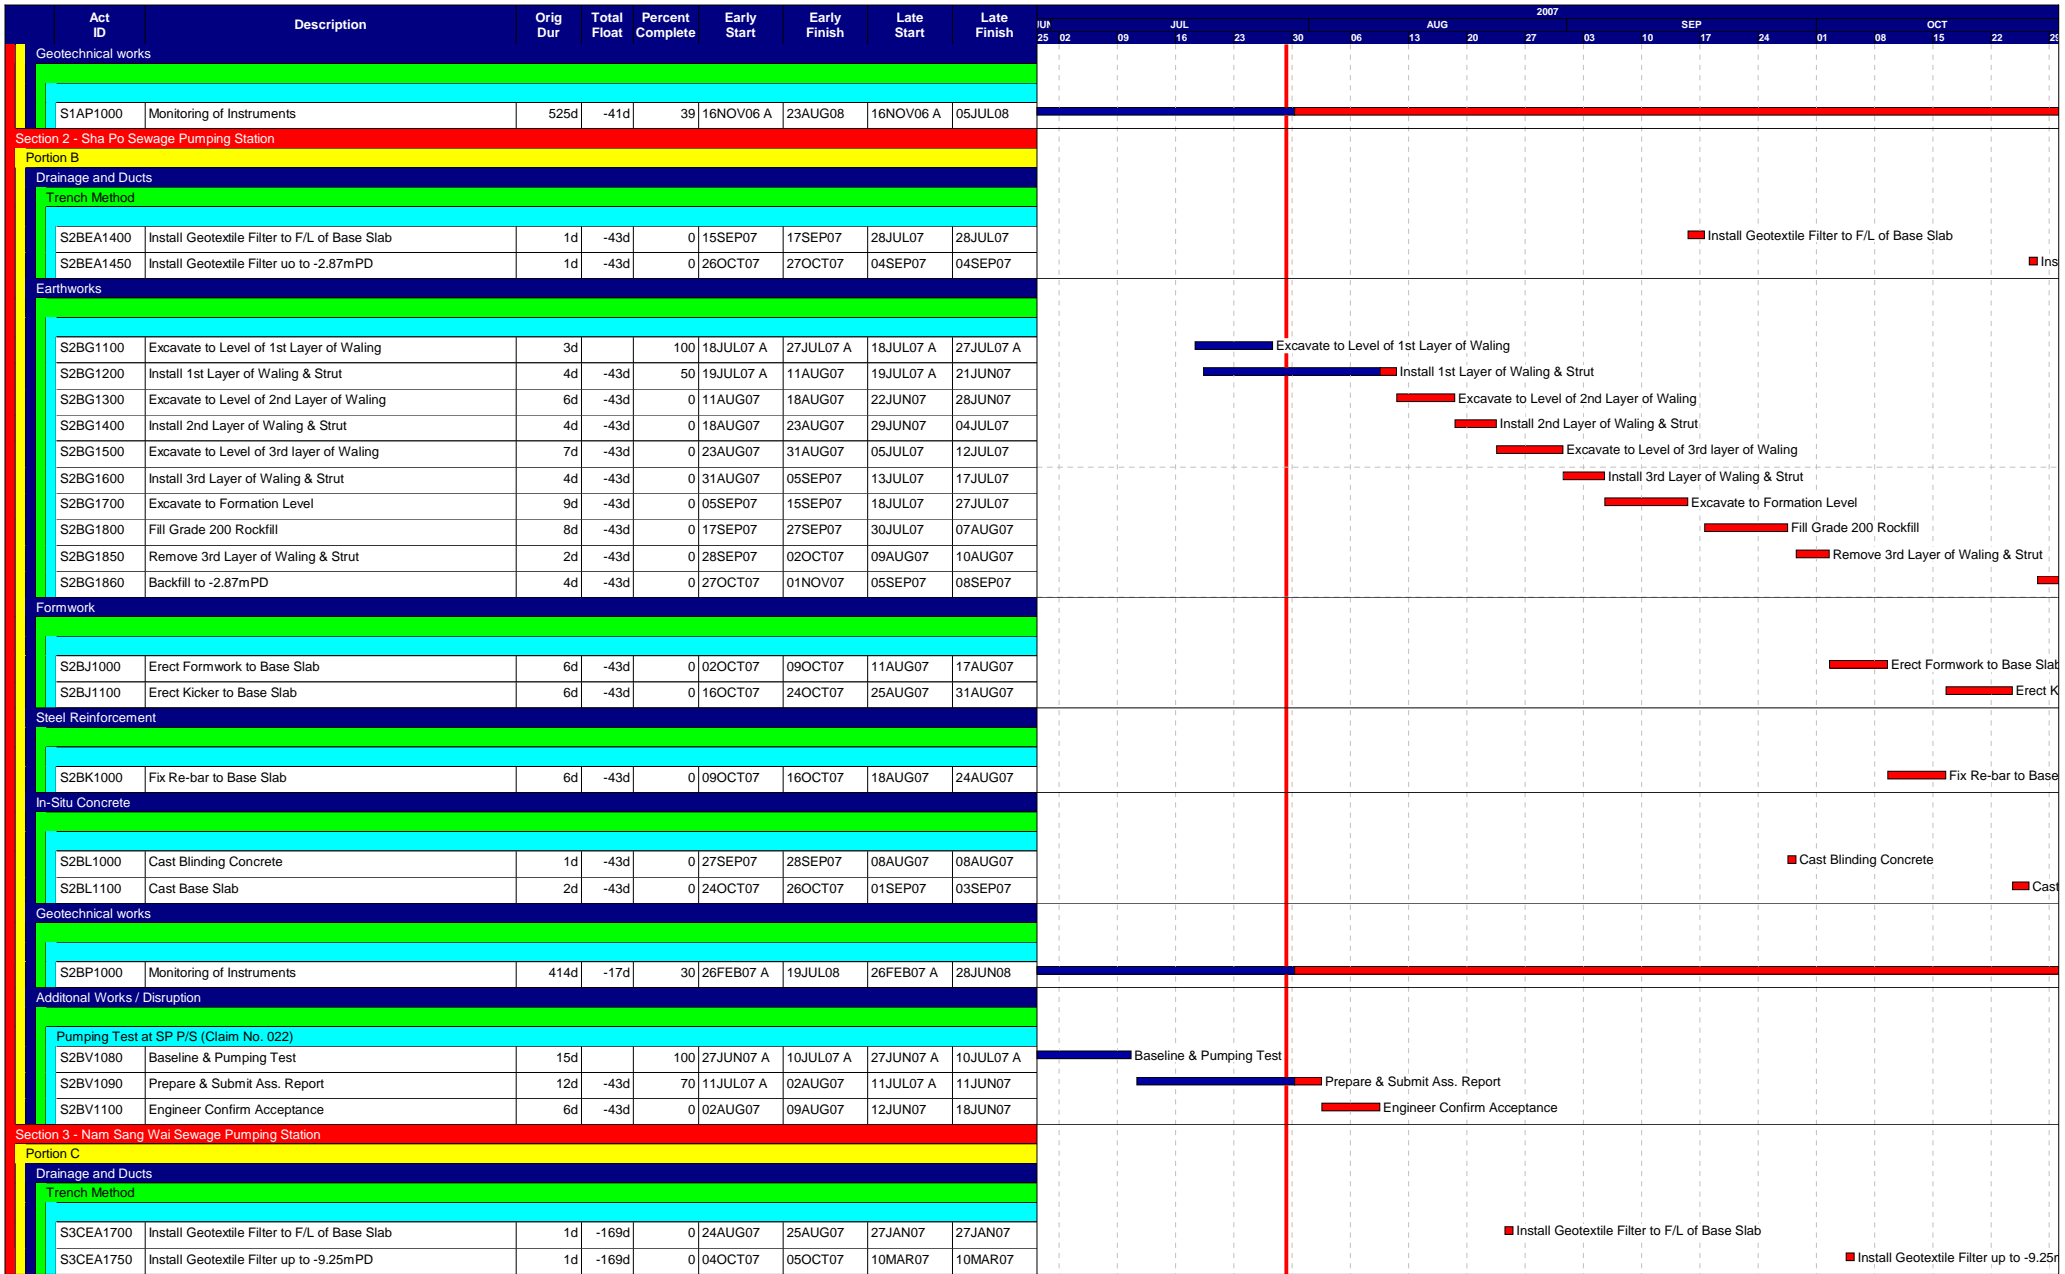 Act ID Description Orig Dur Total Float Percent Complete Early Start Early Finish Late Start Late Finish
2007
JUN JUL AUG SEP OCT
25 02 09 16 23 30 06 13 20 27 03 10 17 24 01 08 15 22 29
Geotechnical works
S1AP1000 Monitoring of Instruments 525d -41d 39 16NOV06 A 23AUG08 16NOV06 A 05JUL08
Section 2 - Sha Po Sewage Pumping Station
Portion B
Drainage and Ducts
Trench Method
S2BEA1400 Install Geotextile Filter to F/L of Base Slab 1d -43d 0 15SEP07 17SEP07 28JUL07 28JUL07 Install Geotextile Filter to F/L of Base Slab
S2BEA1450 Install Geotextile Filter uo to -2.87mPD 1d -43d 0 26OCT07 27OCT07 04SEP07 04SEP07 Ins
Earthworks
S2BG1100 Excavate to Level of 1st Layer of Waling 3d 100 18JUL07 A 27JUL07 A 18JUL07 A 27JUL07 A Excavate to Level of 1st Layer of Waling
S2BG1200 Install 1st Layer of Waling & Strut 4d -43d 50 19JUL07 A 11AUG07 19JUL07 A 21JUN07 Install 1st Layer of Waling & Strut
S2BG1300 Excavate to Level of 2nd Layer of Waling 6d -43d 0 11AUG07 18AUG07 22JUN07 28JUN07 Excavate to Level of 2nd Layer of Waling
S2BG1400 Install 2nd Layer of Waling & Strut 4d -43d 0 18AUG07 23AUG07 29JUN07 04JUL07 Install 2nd Layer of Waling & Strut
S2BG1500 Excavate to Level of 3rd layer of Waling 7d -43d 0 23AUG07 31AUG07 05JUL07 12JUL07 Excavate to Level of 3rd layer of Waling
S2BG1600 Install 3rd Layer of Waling & Strut 4d -43d 0 31AUG07 05SEP07 13JUL07 17JUL07 Install 3rd Layer of Waling & Strut
S2BG1700 Excavate to Formation Level 9d -43d 0 05SEP07 15SEP07 18JUL07 27JUL07 Excavate to Formation Level
S2BG1800 Fill Grade 200 Rockfill 8d -43d 0 17SEP07 27SEP07 30JUL07 07AUG07 Fill Grade 200 Rockfill
S2BG1850 Remove 3rd Layer of Waling & Strut 2d -43d 0 28SEP07 02OCT07 09AUG07 10AUG07 Remove 3rd Layer of Waling & Strut
S2BG1860 Backfill to -2.87mPD 4d -43d 0 27OCT07 01NOV07 05SEP07 08SEP07
Formwork
S2BJ1000 Erect Formwork to Base Slab 6d -43d 0 02OCT07 09OCT07 11AUG07 17AUG07 Erect Formwork to Base Slab
S2BJ1100 Erect Kicker to Base Slab 6d -43d 0 16OCT07 24OCT07 25AUG07 31AUG07 Erect K
Steel Reinforcement
S2BK1000 Fix Re-bar to Base Slab 6d -43d 0 09OCT07 16OCT07 18AUG07 24AUG07 Fix Re-bar to Base
In-Situ Concrete
S2BL1000 Cast Blinding Concrete 1d -43d 0 27SEP07 28SEP07 08AUG07 08AUG07 Cast Blinding Concrete
S2BL1100 Cast Base Slab 2d -43d 0 24OCT07 26OCT07 01SEP07 03SEP07 Cast
Geotechnical works
S2BP1000 Monitoring of Instruments 414d -17d 30 26FEB07 A 19JUL08 26FEB07 A 28JUN08
Additonal Works / Disruption
Pumping Test at SP P/S (Claim No. 022)
S2BV1080 Baseline & Pumping Test 15d 100 27JUN07 A 10JUL07 A 27JUN07 A 10JUL07 A Baseline & Pumping Test
S2BV1090 Prepare & Submit Ass. Report 12d -43d 70 11JUL07 A 02AUG07 11JUL07 A 11JUN07 Prepare & Submit Ass. Report
S2BV1100 Engineer Confirm Acceptance 6d -43d 0 02AUG07 09AUG07 12JUN07 18JUN07 Engineer Confirm Acceptance
Section 3 - Nam Sang Wai Sewage Pumping Station
Portion C
Drainage and Ducts
Trench Method
S3CEA1700 Install Geotextile Filter to F/L of Base Slab 1d -169d 0 24AUG07 25AUG07 27JAN07 27JAN07 Install Geotextile Filter to F/L of Base Slab
S3CEA1750 Install Geotextile Filter up to -9.25mPD 1d -169d 0 04OCT07 05OCT07 10MAR07 10MAR07 Install Geotextile Filter up to -9.25m